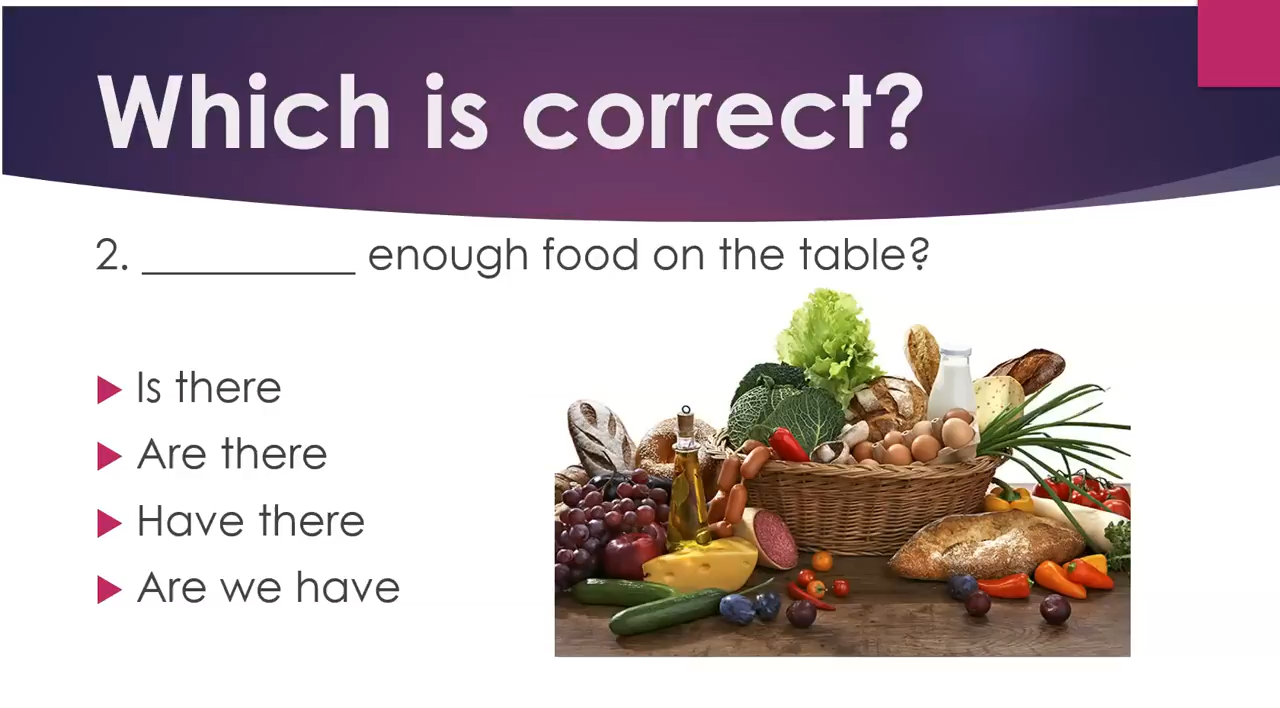 Which is correct?
2. __________ enough food on the table?
Is there
Are there
Have there
Are we have